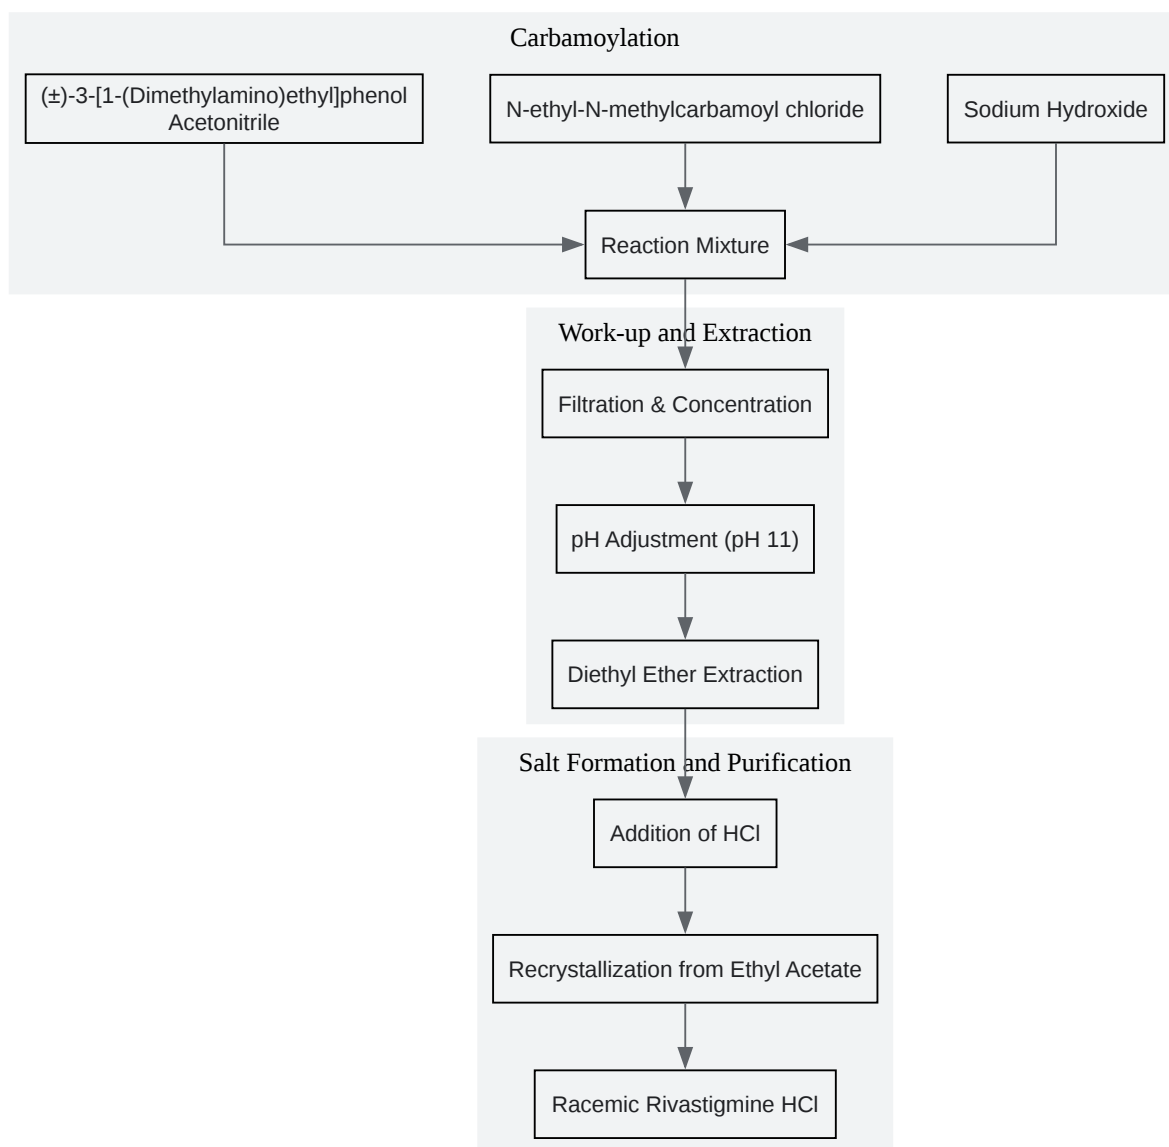 Carbamoylation
(±)-3-[1-(Dimethylamino)ethyl]phenol
Acetonitrile
N-ethyl-N-methylcarbamoyl chloride
Sodium Hydroxide
Reaction Mixture
Work-up and Extraction
Filtration & Concentration
pH Adjustment (pH 11)
Diethyl Ether Extraction
Salt Formation and Purification
Addition of HCl
Recrystallization from Ethyl Acetate
Racemic Rivastigmine HCl